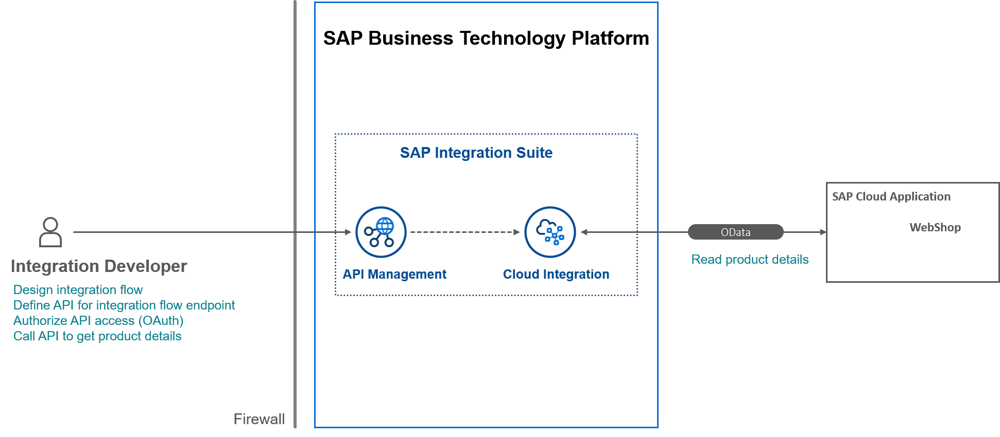 SAP Business Technology Platform
SAP Integration Suite
API Management
Cloud Integration
Integration Developer
Design integration flow
Define API for integration flow endpoint
Authorize API access (OAuth)
Call API to get product details
Firewall
OData
Read product details
SAP Cloud Application
WebShop